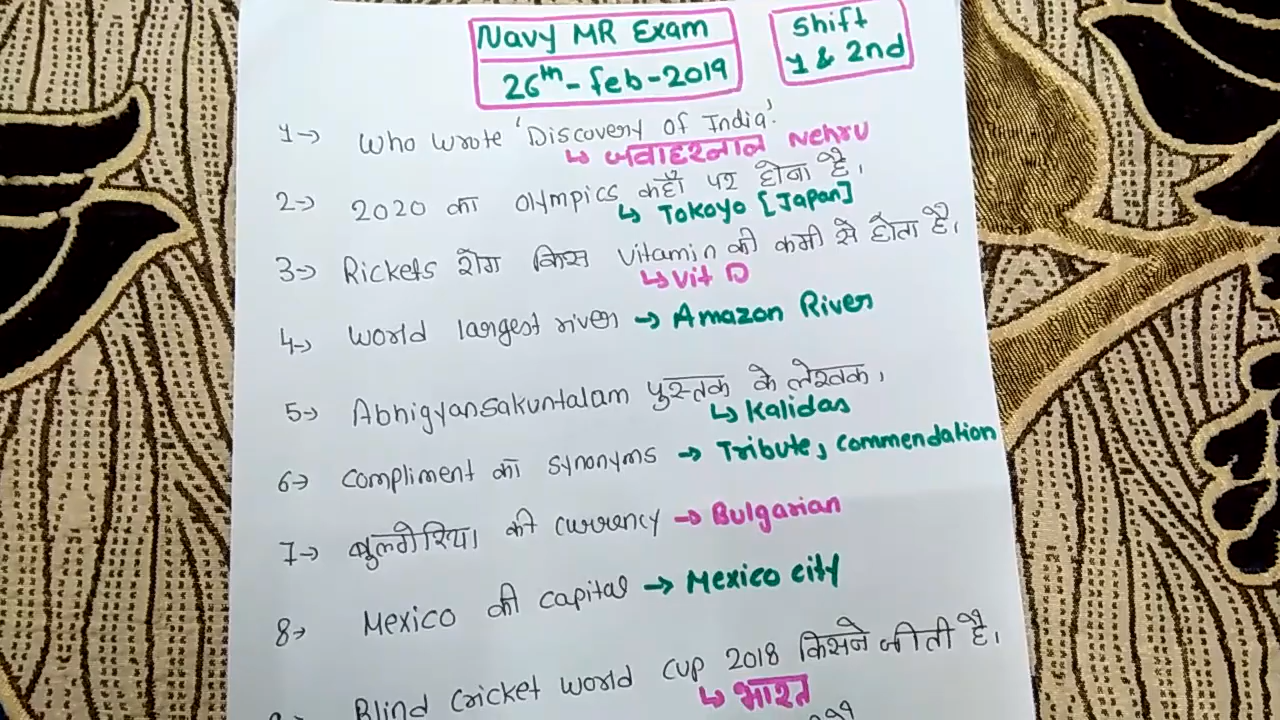 Navy MR Exam
26th-feb-2019
Shift
1 & 2nd
1→ Who wrote 'Discovery of India'.
↳ जवाहरलाल Nehru
2→ 2020 का Olympics कहाँ पर होना है।
↳ Tokoyo [Japan]
3→ Rickets रोग किस Vitamin की कमी से होता है।
↳ Vit D
4→ World largest river → Amazon River
5→ Abhigyansakuntalam पुस्तक के लेखक।
↳ Kalidas
6→ Compliment का synonyms → Tribute, commendation
7→ बुल्गेरिया की currency → Bulgarian
8→ Mexico की capital → Mexico city
Blind Cricket world cup 2018 किसने जीती है।
↳ भारत